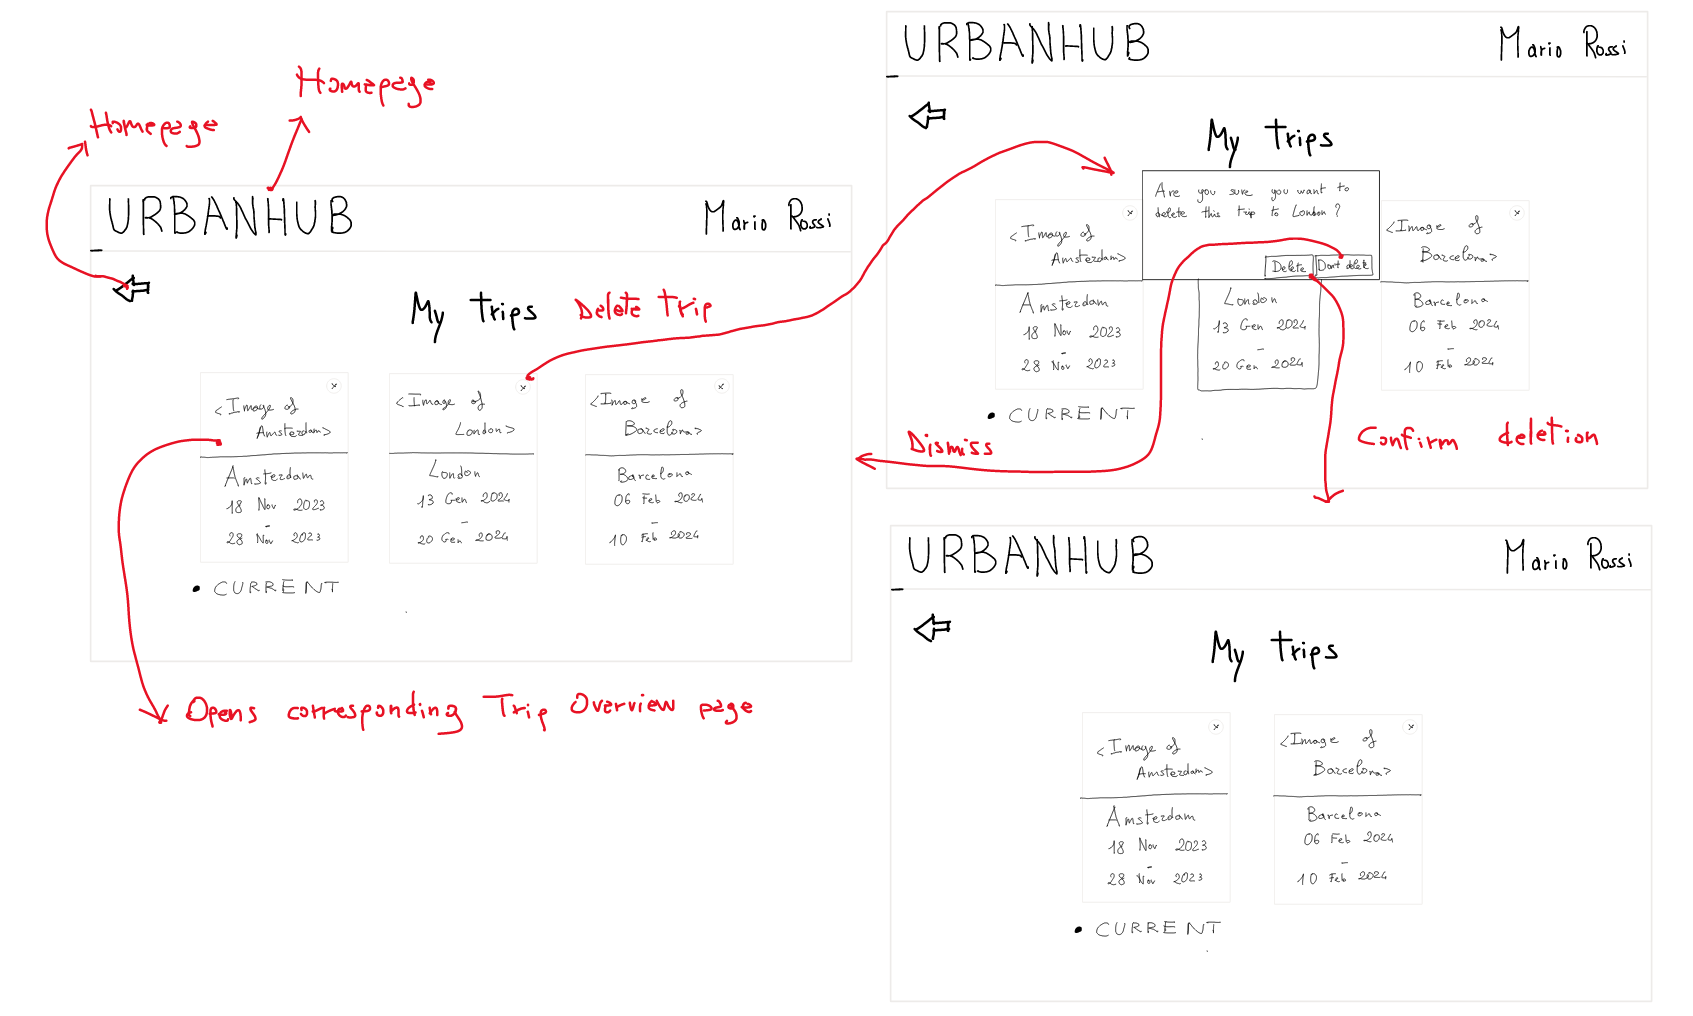 Homepage
Homepage
URBANHUB
Mario Rossi
My trips
Delete trip
x
<Image of
Amsterdam>
Amsterdam
18 Nov 2023
-
28 Nov 2023
• CURRENT
x
<Image of
London>
London
13 Gen 2024
-
20 Gen 2024
x
<Image of
Barcelona>
Barcelona
06 Feb 2024
-
10 Feb 2024
Opens corresponding Trip Overview page
URBANHUB
Mario Rossi
My trips
Are you sure you want to
delete this trip to London?
Delete
Dont delete
x
<Image of
Amsterdam>
Amsterdam
18 Nov 2023
-
28 Nov 2023
• CURRENT
London
13 Gen 2024
-
20 Gen 2024
x
<Image of
Barcelona>
Barcelona
06 Feb 2024
-
10 Feb 2024
Dismiss
Confirm deletion
URBANHUB
Mario Rossi
My trips
x
<Image of
Amsterdam>
Amsterdam
18 Nov 2023
-
28 Nov 2023
• CURRENT
x
<Image of
Barcelona>
Barcelona
06 Feb 2024
-
10 Feb 2024